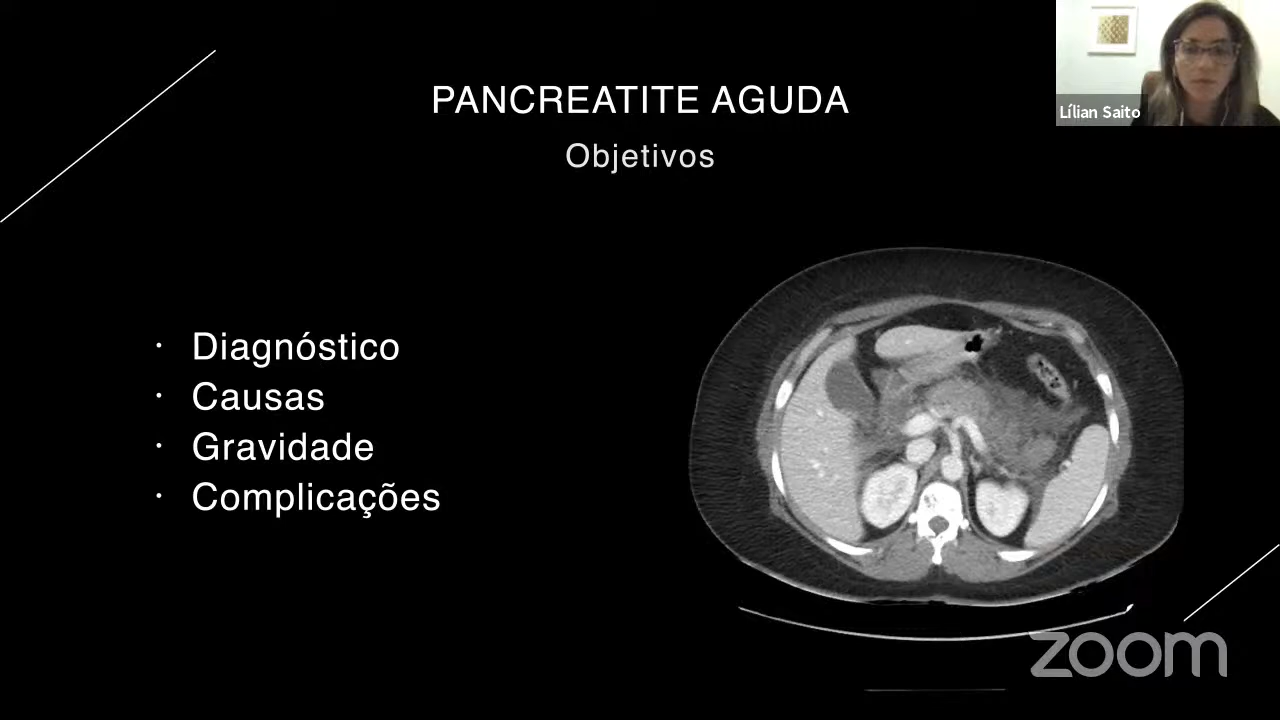 PANCREATITE AGUDA
Objetivos
Lílian Saito
· Diagnóstico
· Causas
· Gravidade
· Complicações
zoom